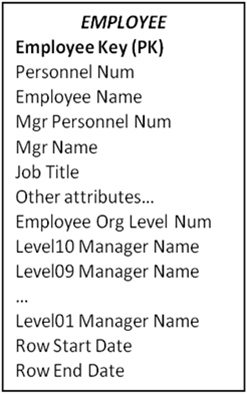 EMPLOYEE
Employee Key (PK)
Personnel Num
Employee Name
Mgr Personnel Num
Mgr Name
Job Title
Other attributes...
Employee Org Level Num
Level10 Manager Name
Level09 Manager Name
...
Level01 Manager Name
Row Start Date
Row End Date